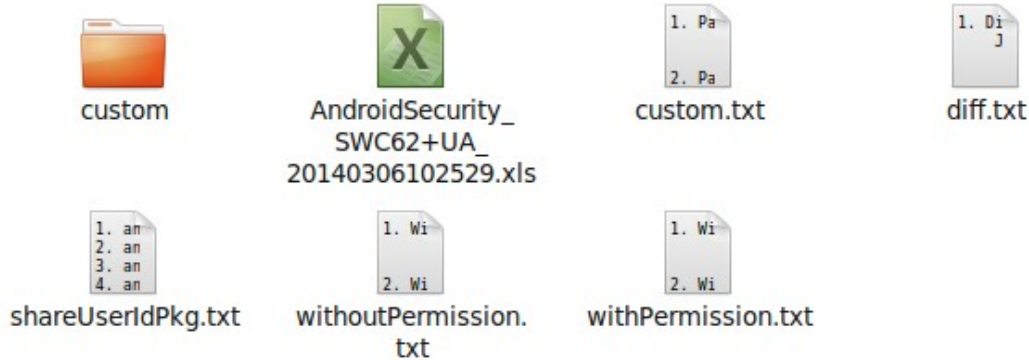 1. Pa
1. Di
J
X
2. Pa
custom
AndroidSecurity_
SWC62+UA_
20140306102529.xls
custom.txt
diff.txt
1. an
2. an
3. an
4. an
1. Wi
2. Wi
1. Wi
2. Wi
shareUserIdPkg.txt
withoutPermission.
txt
withPermission.txt